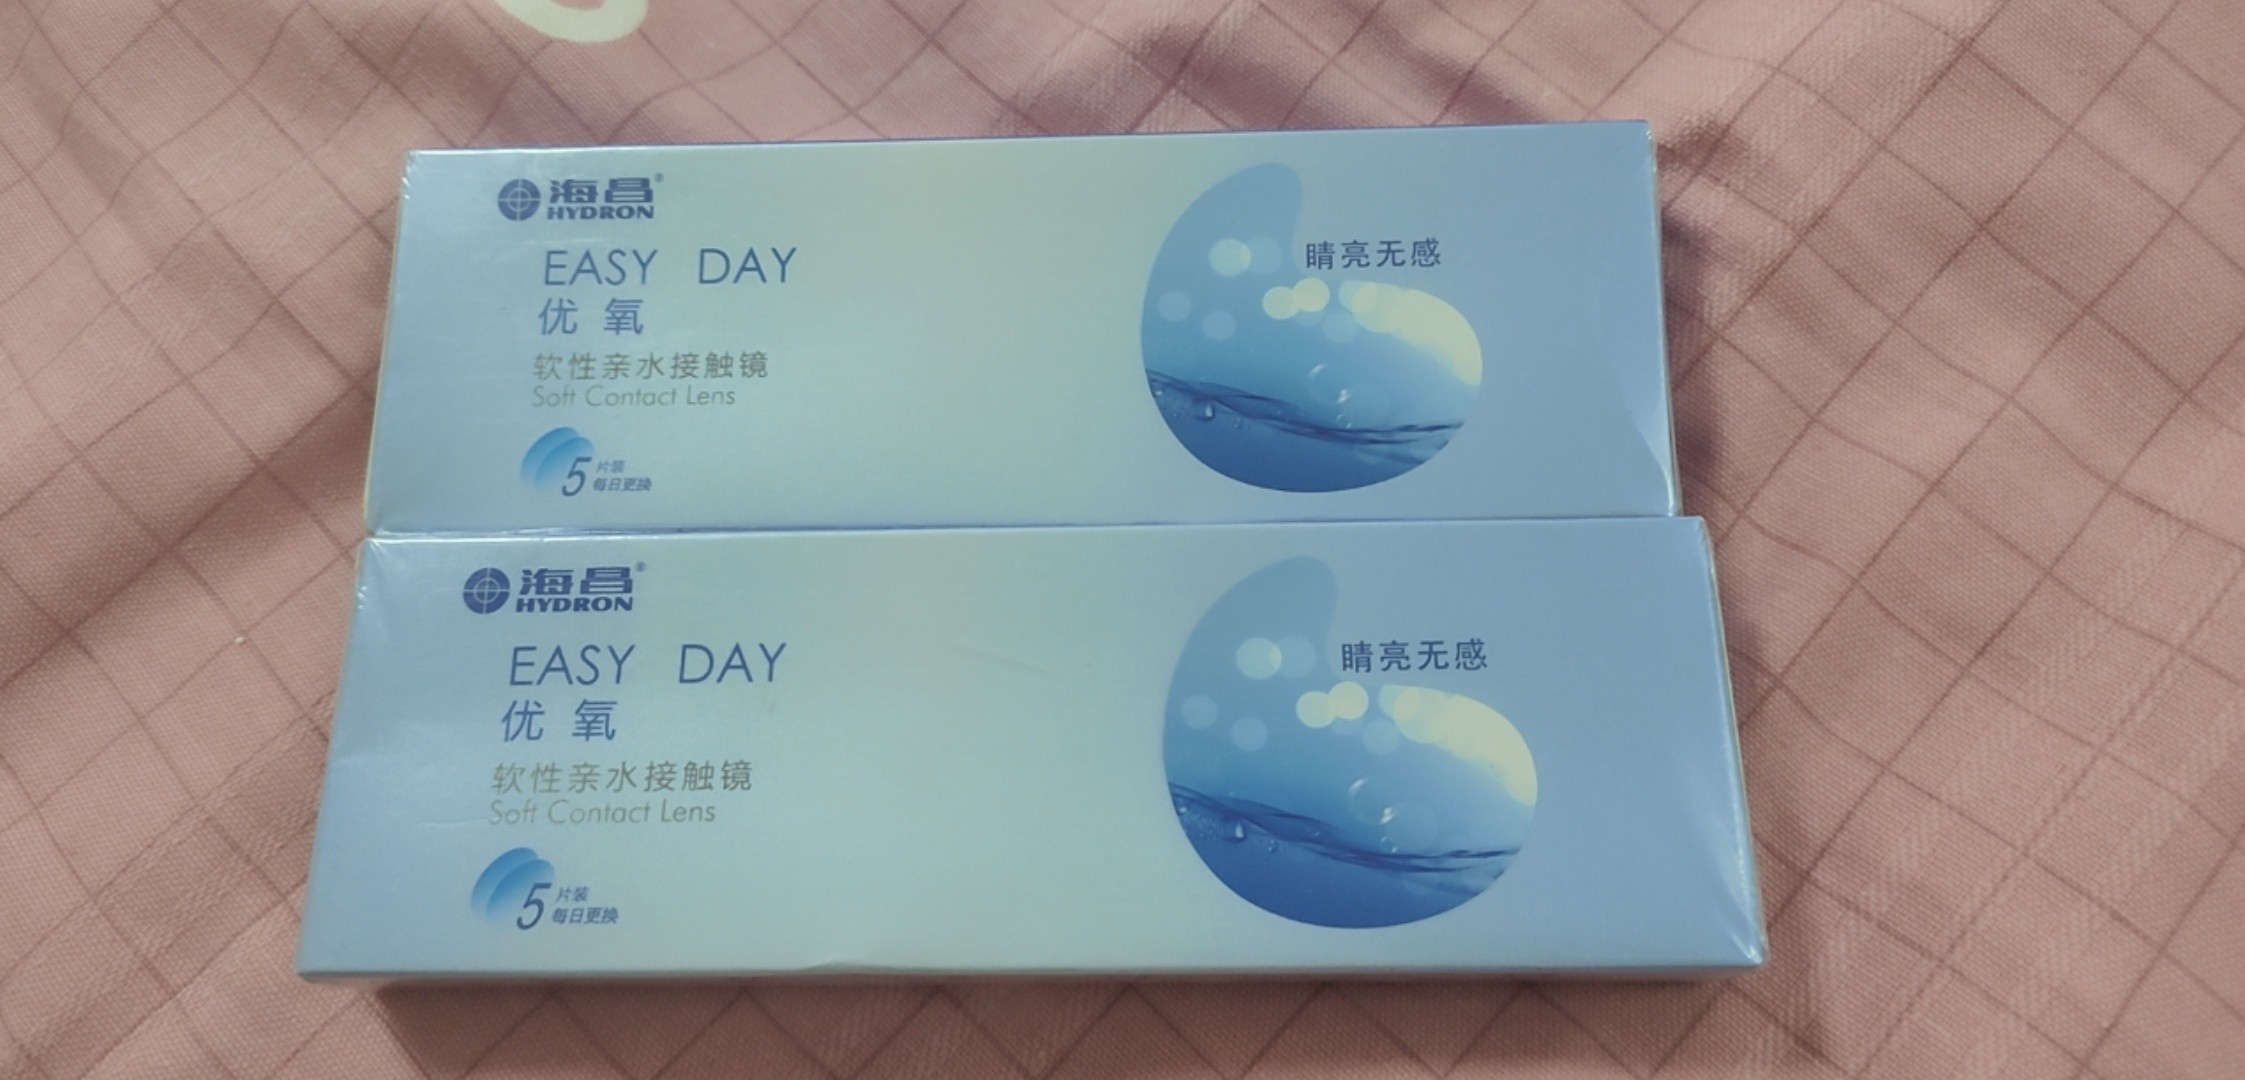 海昌®
HYDRON
EASY DAY
优氧
软性亲水接触镜
Soft Contact Lens
5片装
每日更换
睛亮无感
海昌®
HYDRON
EASY DAY
优氧
软性亲水接触镜
Soft Contact Lens
5片装
每日更换
睛亮无感